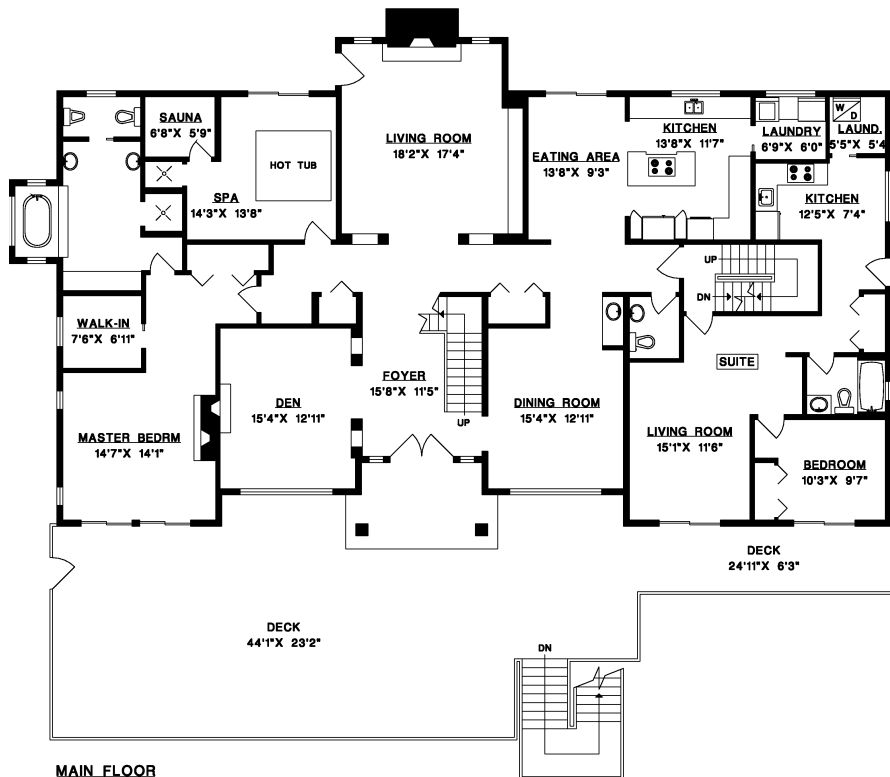 SAUNA
6'8"X 5'9"
HOT TUB
SPA
14'3"X 13'8"
LIVING ROOM
18'2"X 17'4"
EATING AREA
13'8"X 9'3"
KITCHEN
13'8"X 11'7"
LAUNDRY
6'9"X 6'0"
W
D
LAUND.
5'5"X 5'4
KITCHEN
12'5"X 7'4"
UP
DN
WALK-IN
7'6"X 6'11"
MASTER BEDRM
14'7"X 14'1"
DEN
15'4"X 12'11"
FOYER
15'8"X 11'5"
UP
DINING ROOM
15'4"X 12'11"
SUITE
LIVING ROOM
15'1"X 11'6"
BEDROOM
10'3"X 9'7"
DECK
24'11"X 6'3"
DECK
44'1"X 23'2"
DN
MAIN FLOOR